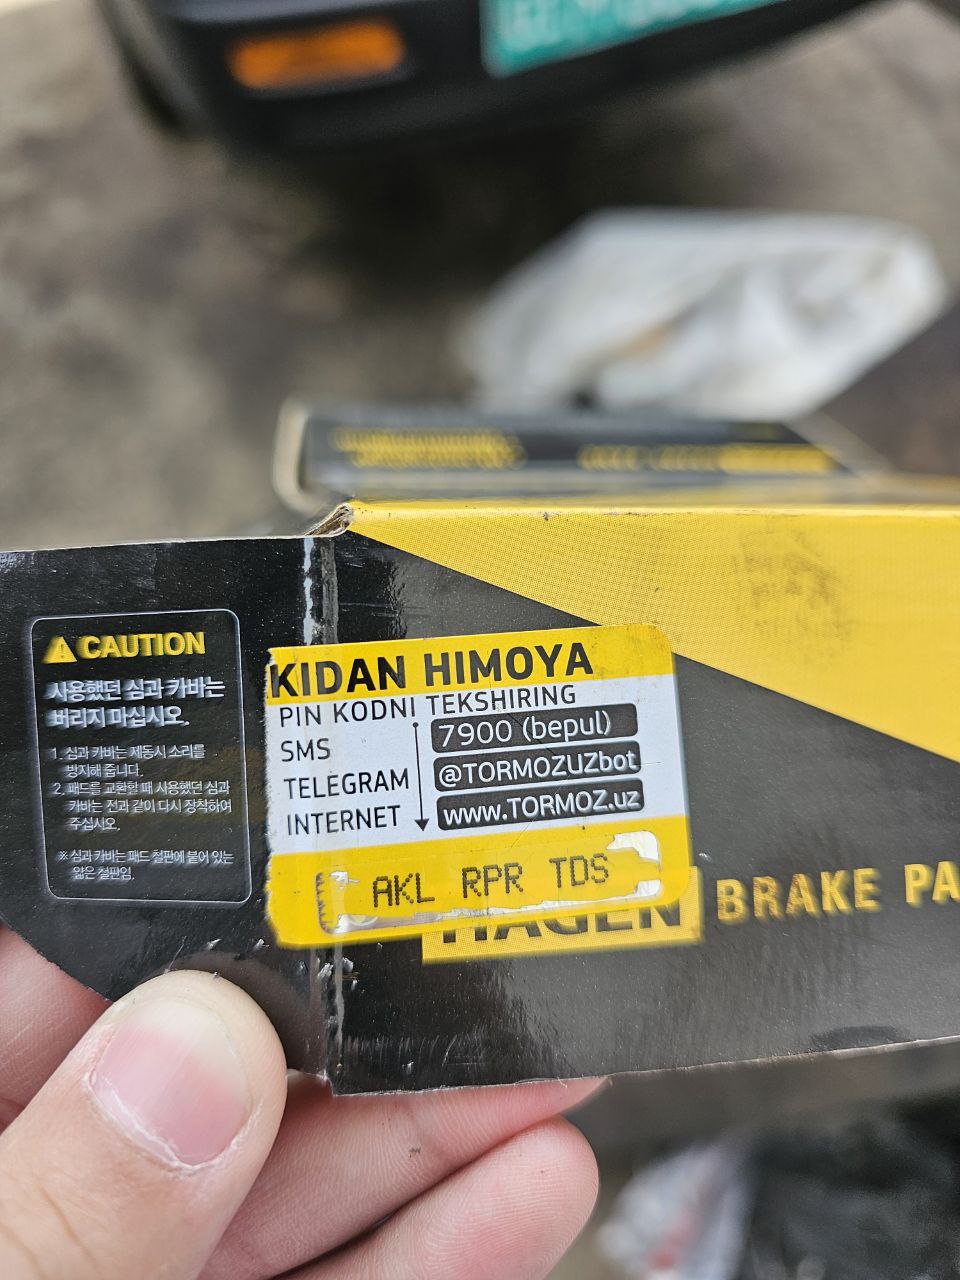 CAUTION
사용했던 심과 카바는
버리지 마십시오.
1. 심과 카바는 제동시 소리를
방지해 줍니다.
2. 패드를 교환할 때 사용했던 심과
카바는 전과 같이 다시 장착하여
주십시오.
※ 심과 카바는 패드 철판에 붙어 있는
얇은 철판임.
KIDAN HIMOYA
PIN KODNI TEKSHIRING
SMS 7900 (bepul)
TELEGRAM @TORMOZUZbot
INTERNET www.TORMOZ.uz
AKL RPR TDS
HAGEN BRAKE PA